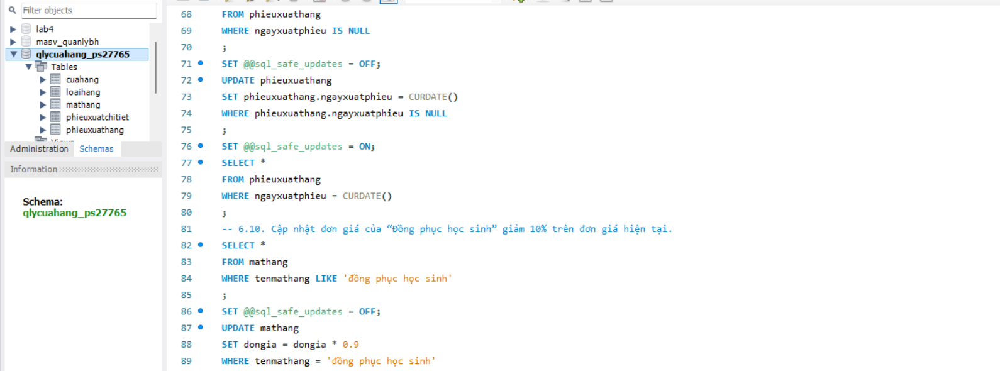 Filter objects
lab4
masv_quanlybh
qlycuahang_ps27765
Tables
cuahang
loaihang
mathang
phieuxuatchitiet
phieuxuathang
Views
Administration Schemas
Information
Schema:
qlycuahang_ps27765
68 FROM phieuxuathang
69 WHERE ngayxuatphieu IS NULL
70 ;
71 SET @@sql_safe_updates = OFF;
72 UPDATE phieuxuathang
73 SET phieuxuathang.ngayxuatphieu = CURDATE()
74 WHERE phieuxuathang.ngayxuatphieu IS NULL
75 ;
76 SET @@sql_safe_updates = ON;
77 SELECT *
78 FROM phieuxuathang
79 WHERE ngayxuatphieu = CURDATE()
80 ;
81 -- 6.10. Cập nhật đơn giá của “Đồng phục học sinh” giảm 10% trên đơn giá hiện tại.
82 SELECT *
83 FROM mathang
84 WHERE tenmathang LIKE 'đồng phục học sinh'
85 ;
86 SET @@sql_safe_updates = OFF;
87 UPDATE mathang
88 SET dongia = dongia * 0.9
89 WHERE tenmathang = 'đồng phục học sinh'